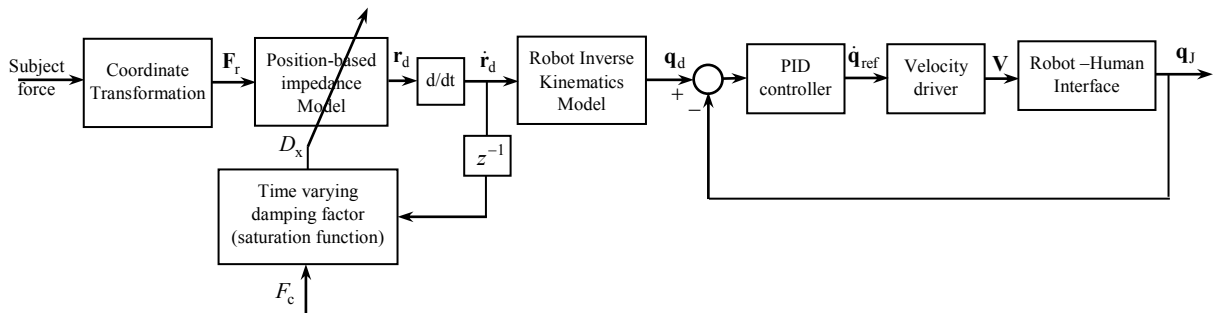 Subject
force
Coordinate
Transformation
F_r
Position-based
impedance
Model
r_d
d/dt
ṙ_d
Robot Inverse
Kinematics
Model
q_d
+
−
PID
controller
q̇_ref
Velocity
driver
V
Robot –Human
Interface
q_J
D_x
z⁻¹
Time varying
damping factor
(saturation function)
F_c